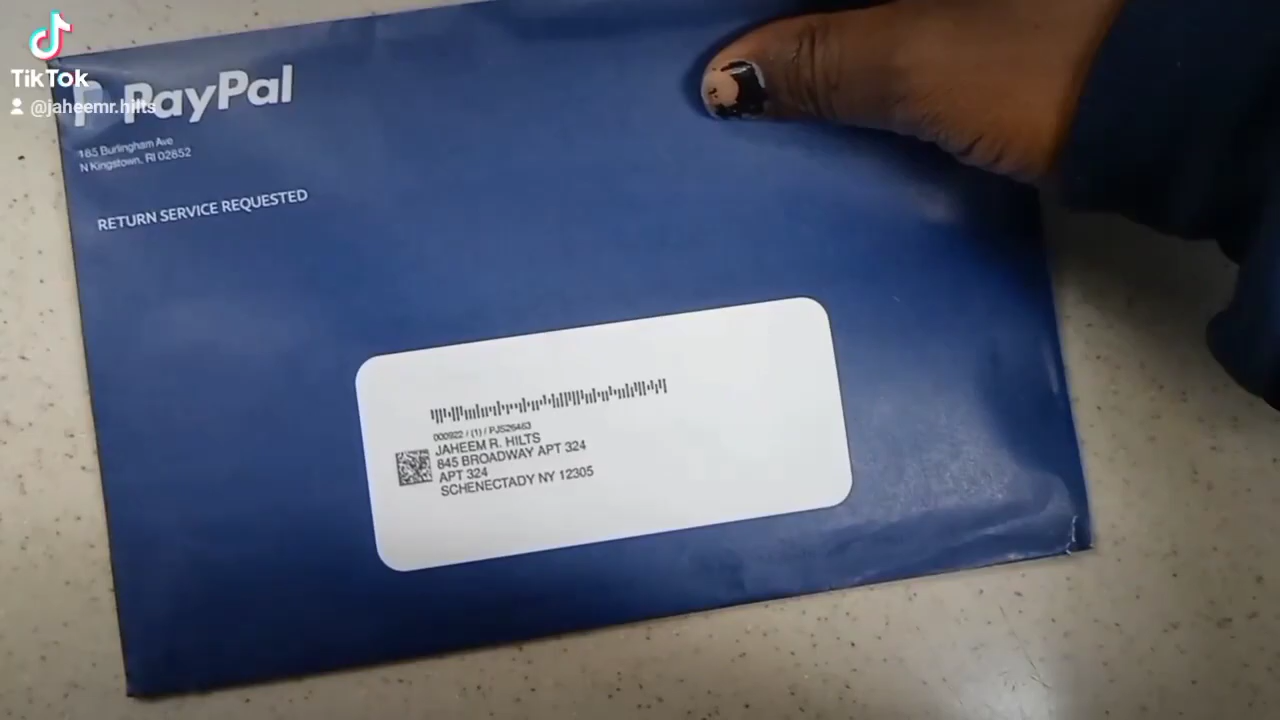 TikTok
@jaheemr.hilts
PayPal
185 Burlingham Ave
N Kingstown, RI 02852
RETURN SERVICE REQUESTED
000922 / (1) / PJS26463
JAHEEM R. HILTS
845 BROADWAY APT 324
APT 324
SCHENECTADY NY 12305